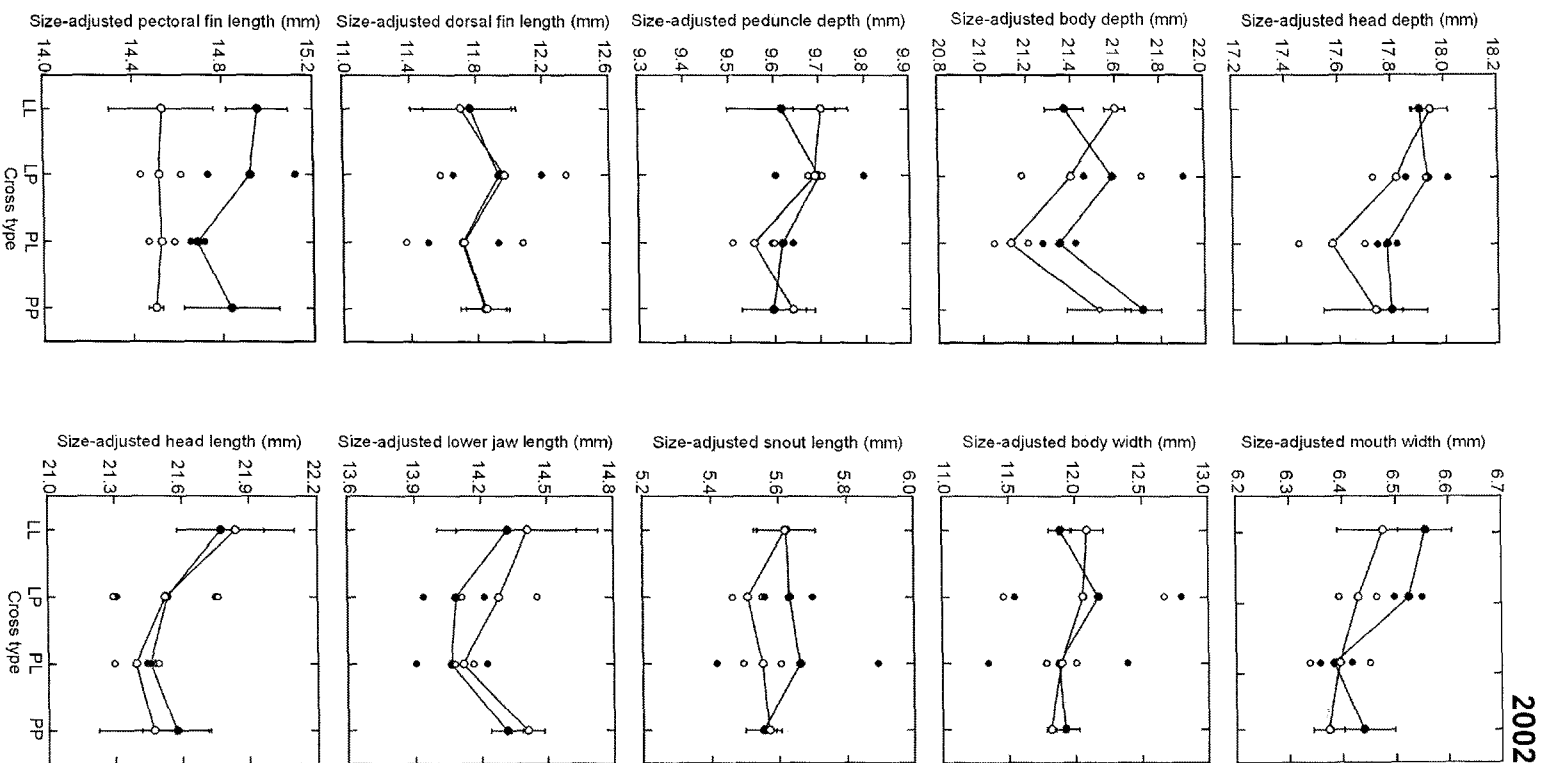 Size-adjusted pectoral fin length (mm)
14.0 14.4 14.8 15.2
LL LP PL PP
Cross type
Size-adjusted dorsal fin length (mm)
11.0 11.4 11.8 12.2 12.6
Size-adjusted peduncle depth (mm)
9.3 9.4 9.5 9.6 9.7 9.8 9.9
Size-adjusted body depth (mm)
20.8 21.0 21.2 21.4 21.6 21.8 22.0
Size-adjusted head depth (mm)
17.2 17.4 17.6 17.8 18.0 18.2
Size-adjusted head length (mm)
21.0 21.3 21.6 21.9 22.2
LL LP PL PP
Cross type
Size-adjusted lower jaw length (mm)
13.6 13.9 14.2 14.5 14.8
Size-adjusted snout length (mm)
5.2 5.4 5.6 5.8 6.0
Size-adjusted body width (mm)
11.0 11.5 12.0 12.5 13.0
Size-adjusted mouth width (mm)
6.2 6.3 6.4 6.5 6.6 6.7
2002